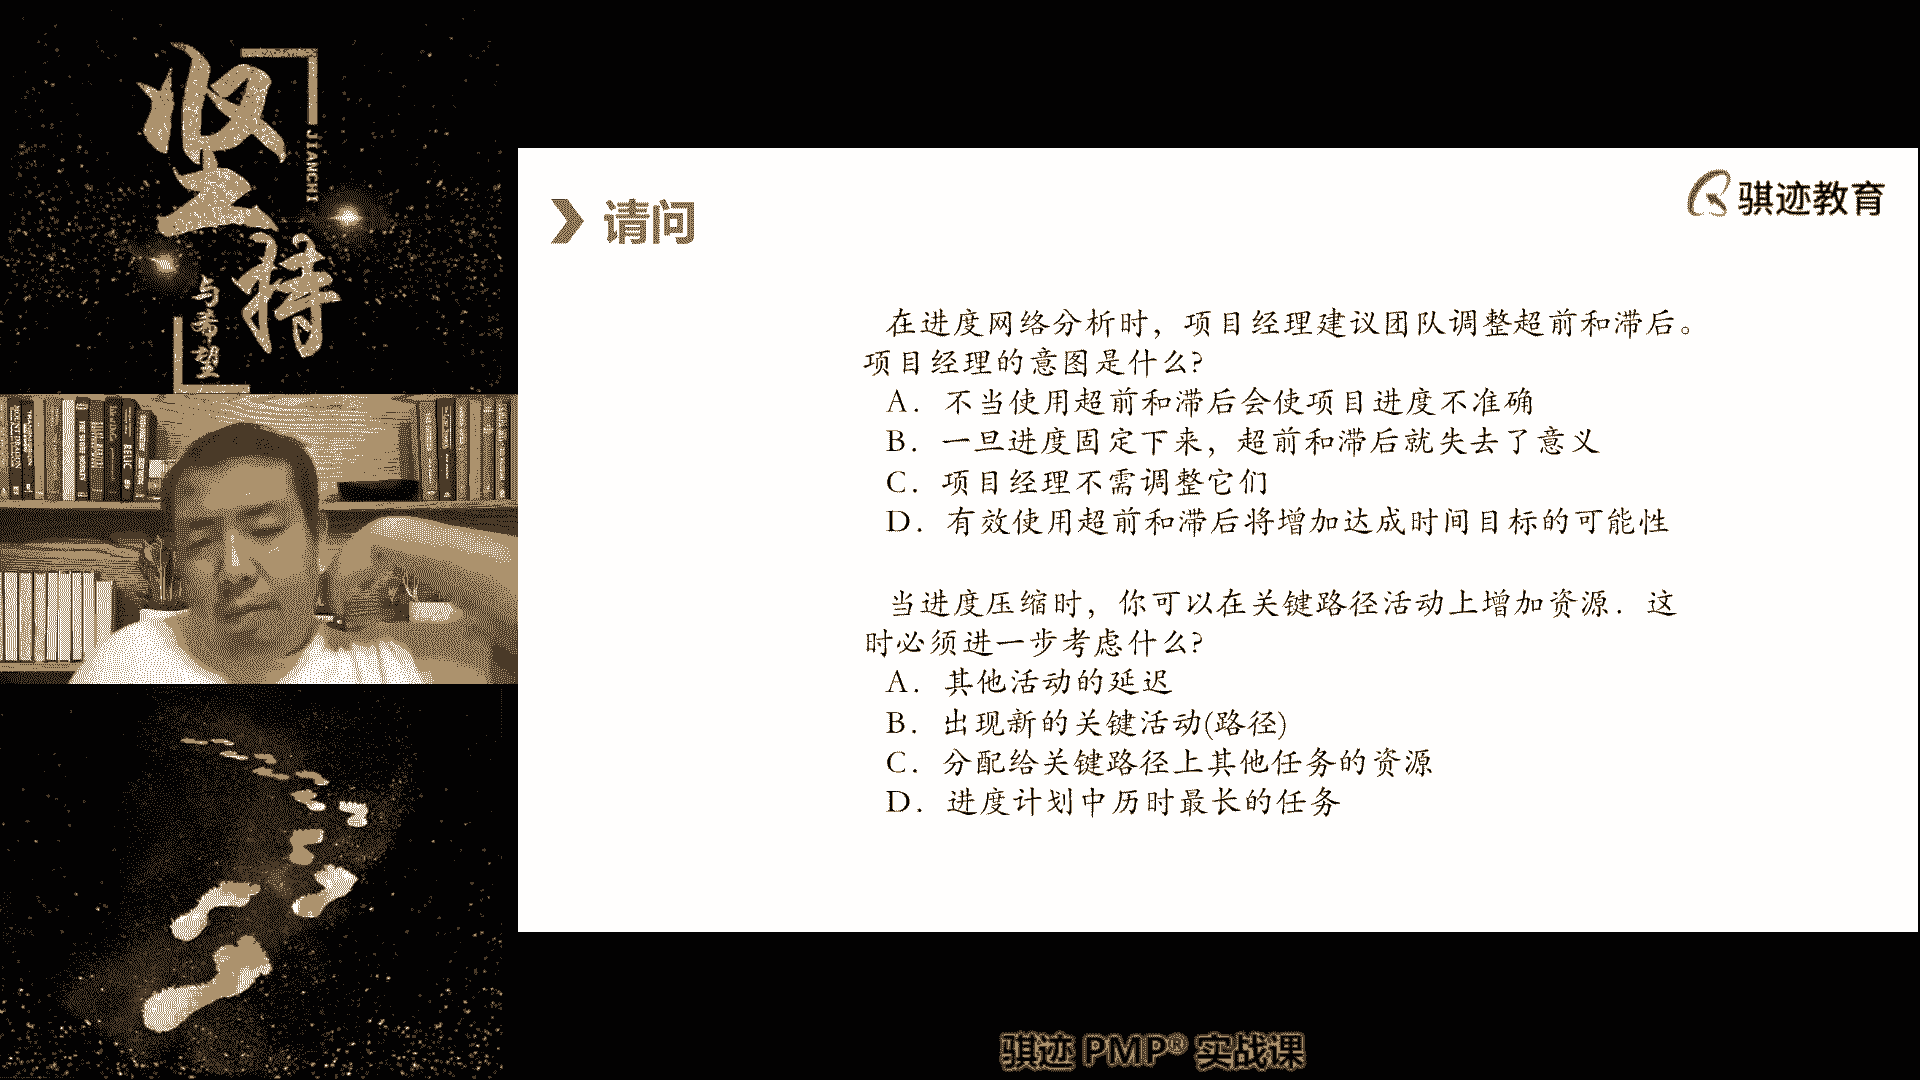 坚持
JIANCHI
与希望
请问
骐迹教育
在进度网络分析时，项目经理建议团队调整超前和滞后。
项目经理的意图是什么?
A. 不当使用超前和滞后会使项目进度不准确
B. 一旦进度固定下来，超前和滞后就失去了意义
C. 项目经理不需调整它们
D. 有效使用超前和滞后将增加达成时间目标的可能性
当进度压缩时，你可以在关键路径活动上增加资源. 这
时必须进一步考虑什么?
A. 其他活动的延迟
B. 出现新的关键活动(路径)
C. 分配给关键路径上其他任务的资源
D. 进度计划中历时最长的任务
骐迹 PMP® 实战课